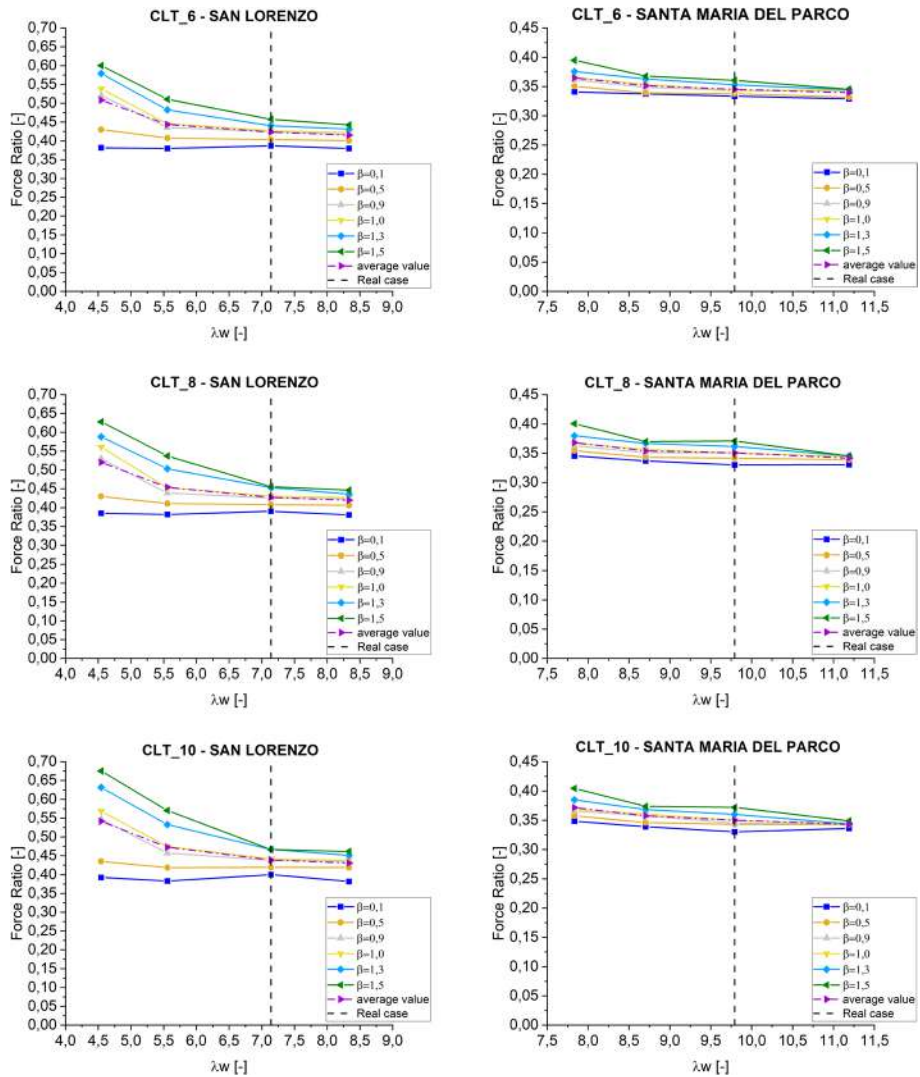 CLT_6 - SAN LORENZO
0,70
0,65
0,60
0,55
0,50
0,45
0,40
0,35
0,30
0,25
0,20
0,15
0,10
0,05
0,00
Force Ratio [-]
β=0,1
β=0,5
β=0,9
β=1,0
β=1,3
β=1,5
average value
Real case
4,0 4,5 5,0 5,5 6,0 6,5 7,0 7,5 8,0 8,5 9,0
λw [-]
CLT_6 - SANTA MARIA DEL PARCO
0,45
0,40
0,35
0,30
0,25
0,20
0,15
0,10
0,05
0,00
Force Ratio [-]
β=0,1
β=0,5
β=0,9
β=1,0
β=1,3
β=1,5
average value
Real case
7,5 8,0 8,5 9,0 9,5 10,0 10,5 11,0 11,5
λw [-]
CLT_8 - SAN LORENZO
0,70
0,65
0,60
0,55
0,50
0,45
0,40
0,35
0,30
0,25
0,20
0,15
0,10
0,05
0,00
Force Ratio [-]
β=0,1
β=0,5
β=0,9
β=1,0
β=1,3
β=1,5
average value
Real case
4,0 4,5 5,0 5,5 6,0 6,5 7,0 7,5 8,0 8,5 9,0
λw [-]
CLT_8 - SANTA MARIA DEL PARCO
0,45
0,40
0,35
0,30
0,25
0,20
0,15
0,10
0,05
0,00
Force Ratio [-]
β=0,1
β=0,5
β=0,9
β=1,0
β=1,3
β=1,5
average value
Real case
7,5 8,0 8,5 9,0 9,5 10,0 10,5 11,0 11,5
λw [-]
CLT_10 - SAN LORENZO
0,70
0,65
0,60
0,55
0,50
0,45
0,40
0,35
0,30
0,25
0,20
0,15
0,10
0,05
0,00
Force Ratio [-]
β=0,1
β=0,5
β=0,9
β=1,0
β=1,3
β=1,5
average value
Real case
4,0 4,5 5,0 5,5 6,0 6,5 7,0 7,5 8,0 8,5 9,0
λw [-]
CLT_10 - SANTA MARIA DEL PARCO
0,45
0,40
0,35
0,30
0,25
0,20
0,15
0,10
0,05
0,00
Force Ratio [-]
β=0,1
β=0,5
β=0,9
β=1,0
β=1,3
β=1,5
average value
Real case
7,5 8,0 8,5 9,0 9,5 10,0 10,5 11,0 11,5
λw [-]